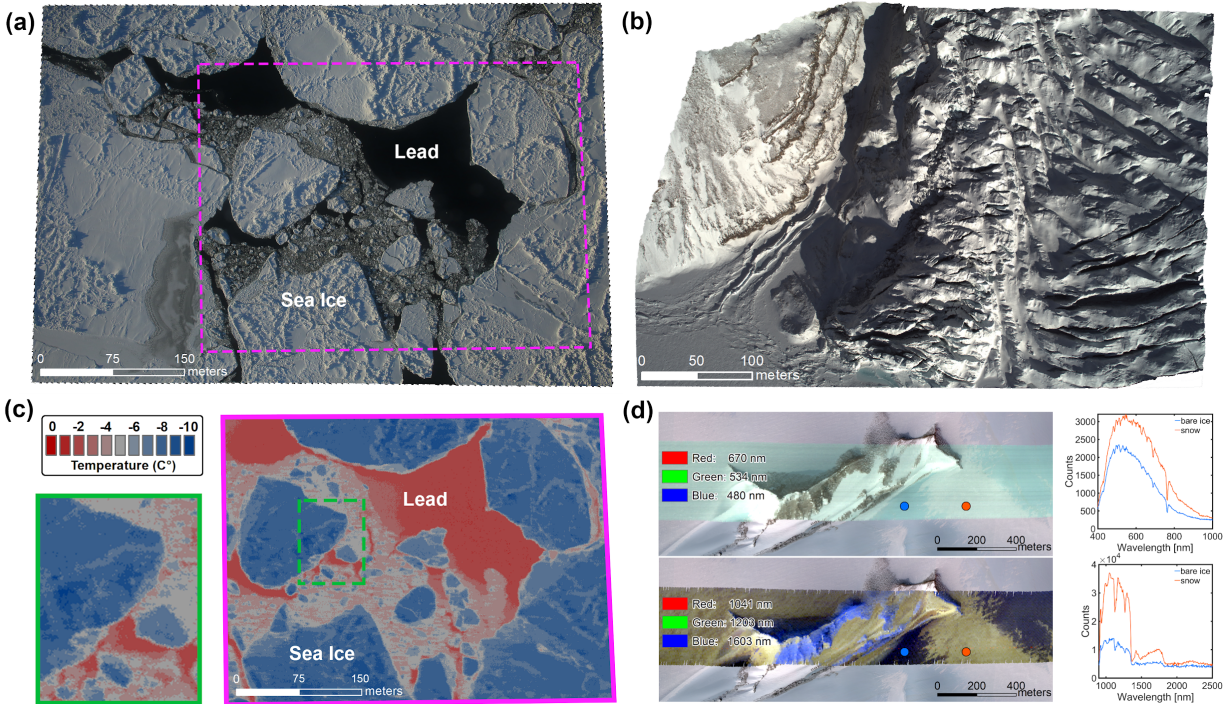 (a)
Lead
Sea Ice
0 75 150
meters
(b)
0 50 100
meters
(c)
0 -2 -4 -6 -8 -10
Temperature (C°)
Lead
Sea Ice
0 75 150
meters
(d)
Red: 670 nm
Green: 534 nm
Blue: 480 nm
0 200 400
meters
Red: 1041 nm
Green: 1203 nm
Blue: 1603 nm
0 200 400
meters
bare ice
snow
3000
2500
2000
1500
1000
500
0
Counts
400 600 800 1000
Wavelength [nm]
×10⁴
bare ice
snow
4
3
2
1
0
Counts
1000 1500 2000 2500
Wavelength [nm]